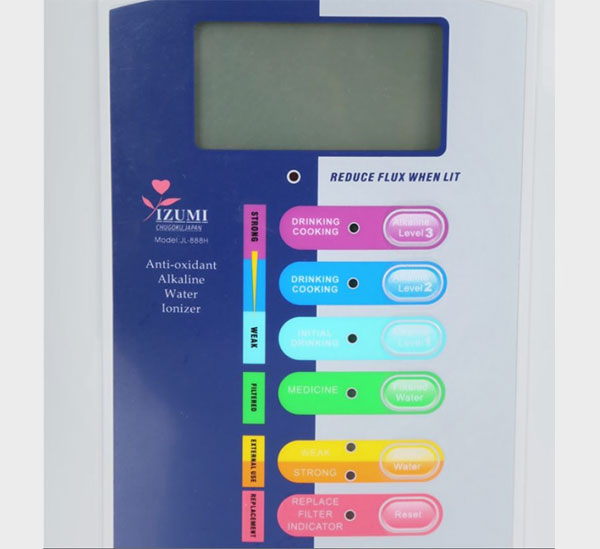 REDUCE FLUX WHEN LIT
IZUMI
CHUGOKU,JAPAN
Model:JL-888H
Anti-oxidant
Alkaline
Water
Ionizer
STRONG
WEAK
FILTERED
EXTERNAL USE
REPLACEMENT
DRINKING
COOKING
Alkaline
Level 3
DRINKING
COOKING
Level 2
INITIAL
DRINKING
Level 1
MEDICINE
Filtered
Water
WEAK
STRONG
Water
REPLACE
FILTER
INDICATOR
Reset